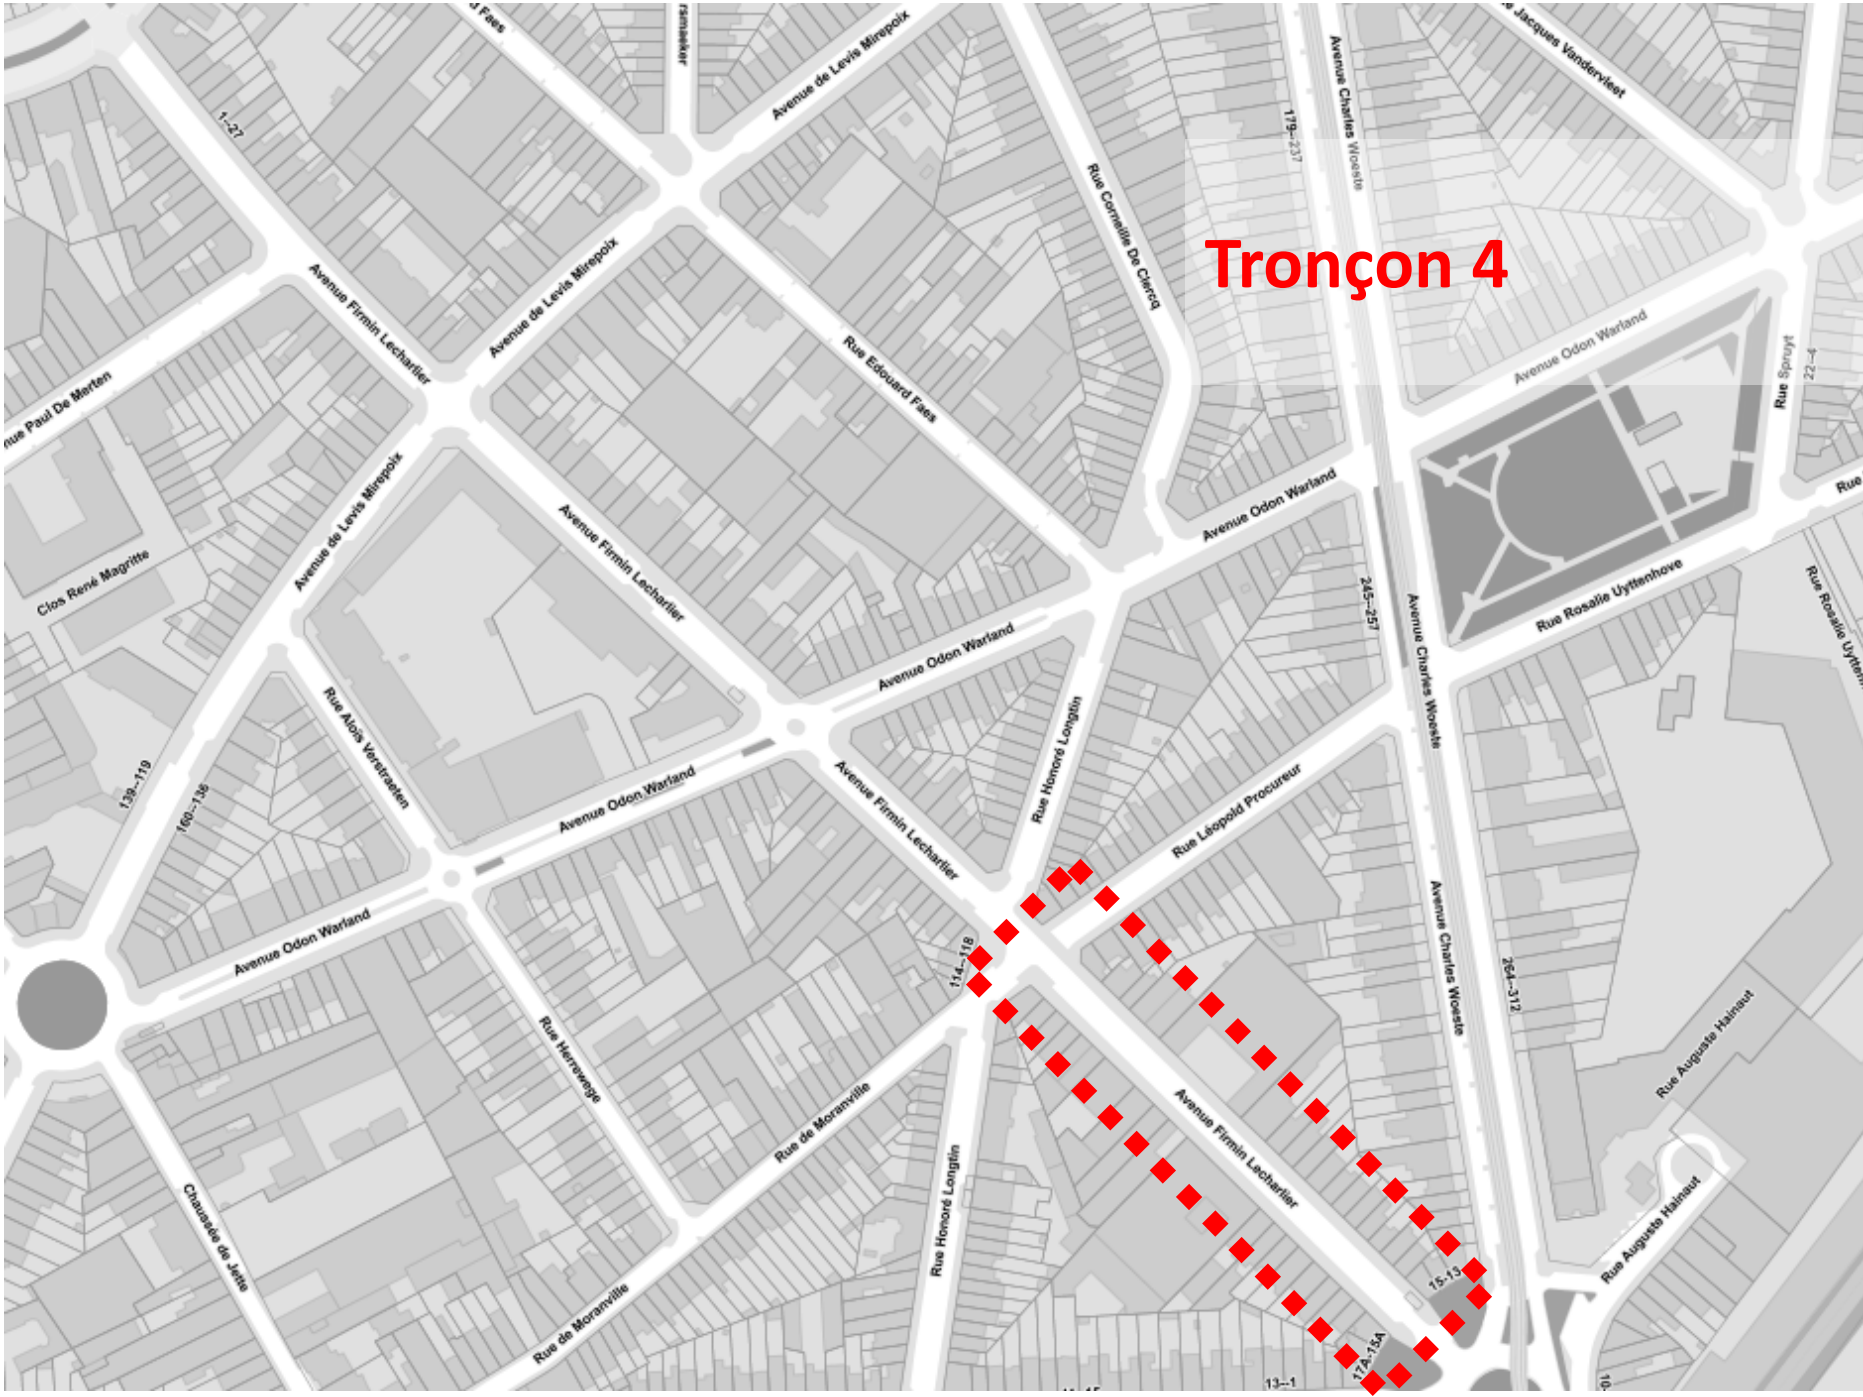 Faes
Avenue de Levis Mirepoix
Jacques Vandervleet
Avenue Charles Woeste
179--237
1--27
Rue Corneille De Clercq
Tronçon 4
Avenue Firmin Lecharlier
Avenue de Levis Mirepoix
Rue Edouard Faes
Avenue Odon Warland
Rue Spruyt
22--4
Paul De Merten
Avenue de Levis Mirepoix
Avenue Firmin Lecharlier
Avenue Odon Warland
Rue
Clos René Magritte
245--257
Avenue Charles Woeste
Rue Rosalie Uyttenhove
Rue Rosalie
Avenue Odon Warland
Rue Aloïs Verstraeten
Rue Honoré Longtin
139--119
160--136
Avenue Odon Warland
Avenue Firmin Lecharlier
Rue Léopold Procureur
Avenue Odon Warland
114--118
Avenue Charles Woeste
264--312
Rue Herrewege
Rue de Moranville
Avenue Firmin Lecharlier
Rue Auguste Hainaut
Chaussée de Jette
Rue Honoré Longtin
Rue Auguste Hainaut
15-13
Rue de Moranville
17A-15A
13--1